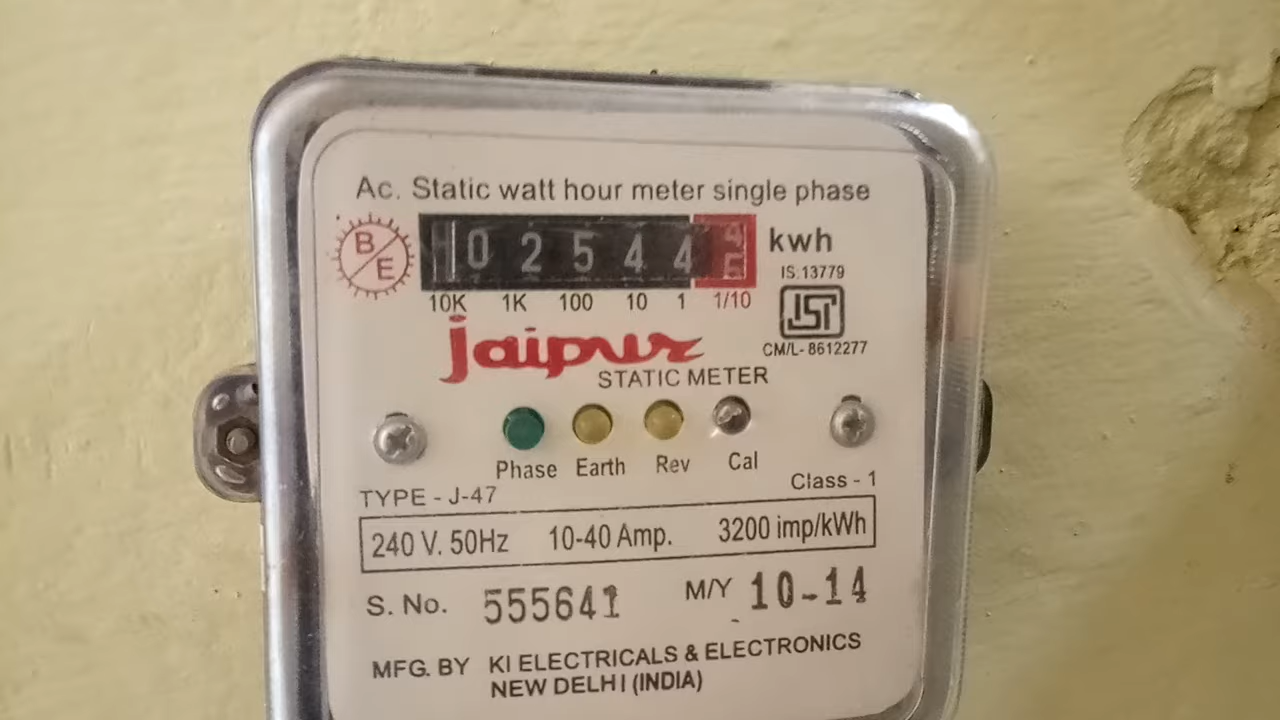 Ac. Static watt hour meter single phase
B E
0 2 5 4 4 kwh
IS.13779
10K 1K 100 10 1 1/10
ISI
CM/L- 8612277
jaipur
STATIC METER
Phase Earth Rev Cal
TYPE - J-47 Class - 1
240 V. 50Hz 10-40 Amp. 3200 imp/kWh
S. No. 555641 M/Y 10-14
MFG. BY KI ELECTRICALS & ELECTRONICS
NEW DELHI (INDIA)